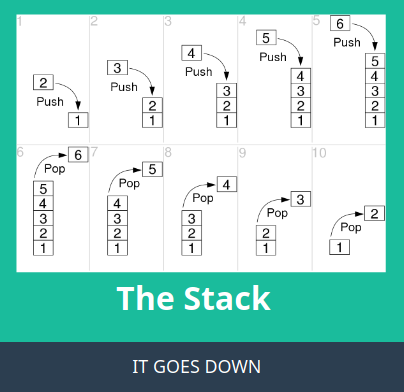 1 2 3 4 5
2 Push 1
3 Push 2 1
4 Push 3 2 1
5 Push 4 3 2 1
6 Push 5 4 3 2 1
6 7 8 9 10
6 Pop 5 4 3 2 1
5 Pop 4 3 2 1
4 Pop 3 2 1
3 Pop 2 1
2 Pop 1
The Stack
IT GOES DOWN